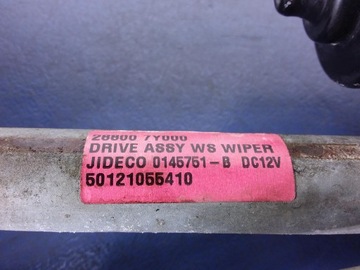 28800 7Y000
DRIVE ASSY WS WIPER
JIDECO 0145751-B DC12V
50121055410